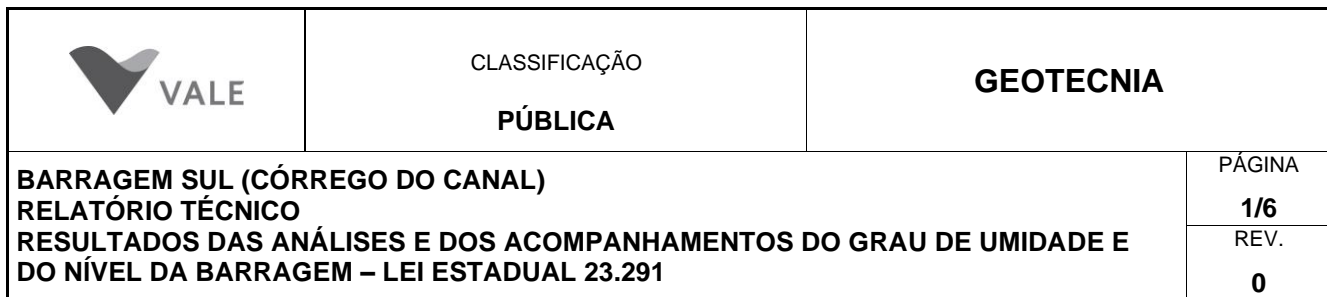 VALE
CLASSIFICAÇÃO
PÚBLICA
GEOTECNIA
BARRAGEM SUL (CÓRREGO DO CANAL)
RELATÓRIO TÉCNICO
RESULTADOS DAS ANÁLISES E DOS ACOMPANHAMENTOS DO GRAU DE UMIDADE E
DO NÍVEL DA BARRAGEM – LEI ESTADUAL 23.291
PÁGINA
1/6
REV.
0